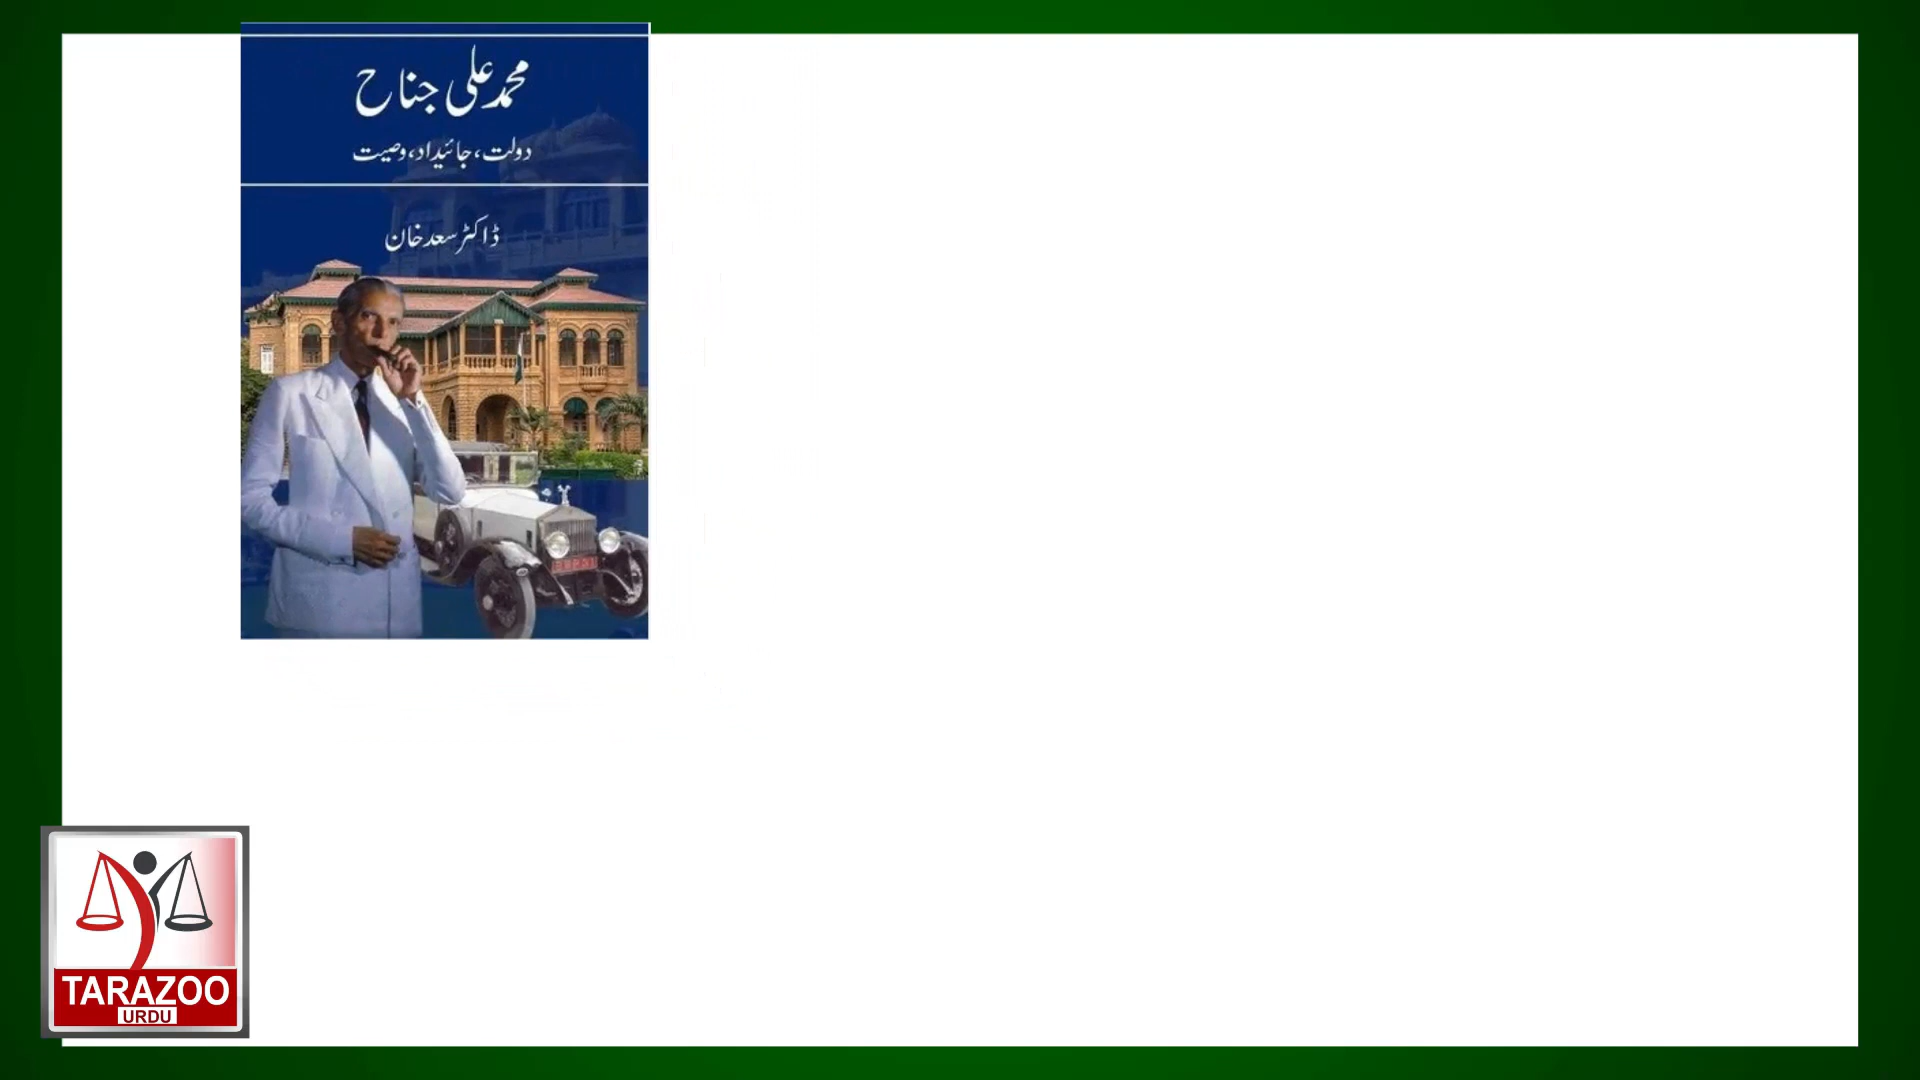 محمد علی جناح
دولت، جائیداد، وصیت
ڈاکٹر سعد خان
TARAZOO
URDU